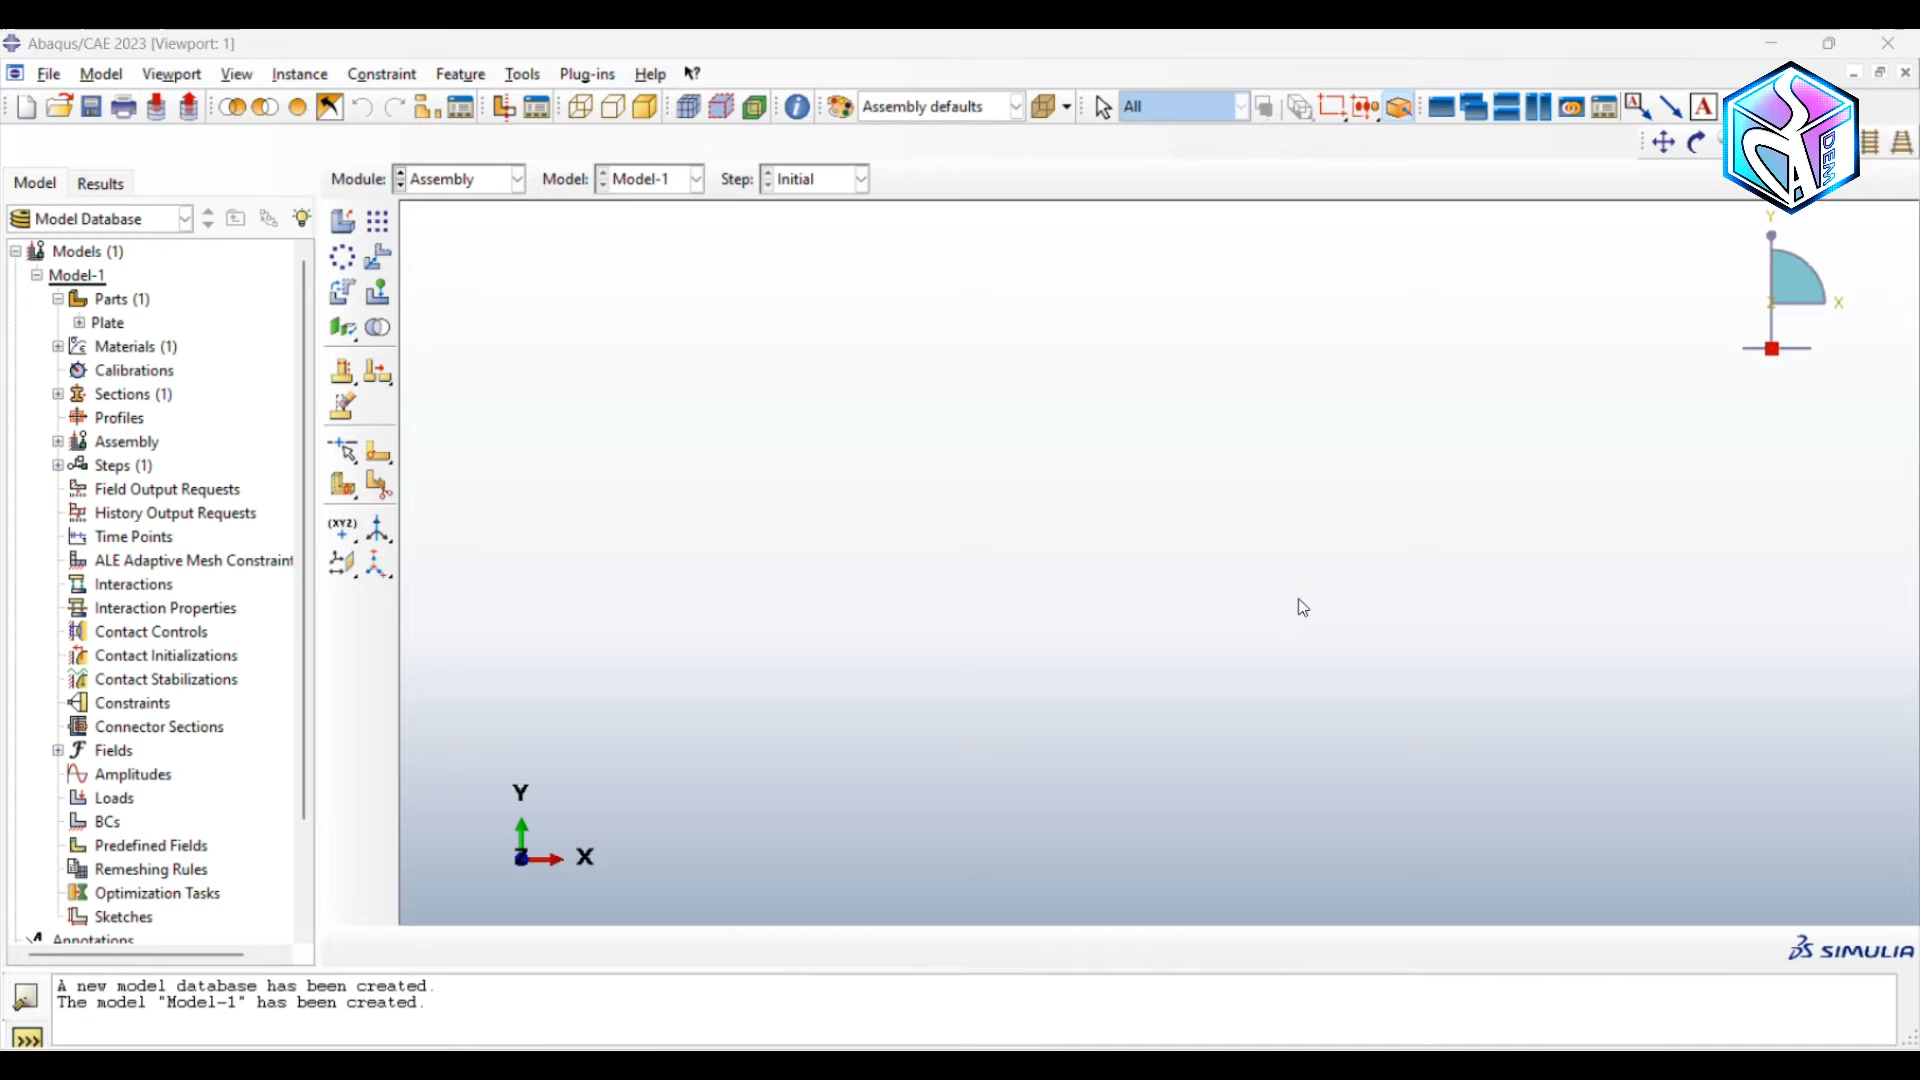 Abaqus/CAE 2023 [Viewport: 1]
File Model Viewport View Instance Constraint Feature Tools Plug-ins Help
Assembly defaults All A A
SCA DEM
Model Results Module: Assembly Model: Model-1 Step: Initial
Model Database
Models (1)
Model-1
Parts (1)
Plate
Materials (1)
Calibrations
Sections (1)
Profiles
Assembly
Steps (1)
Field Output Requests
History Output Requests
Time Points
ALE Adaptive Mesh Constraint
Interactions
Interaction Properties
Contact Controls
Contact Initializations
Contact Stabilizations
Constraints
Connector Sections
Fields
Amplitudes
Loads
BCs
Predefined Fields
Remeshing Rules
Optimization Tasks
Sketches
Annotations
(XYZ)
Y
X
Z
Y
X
Z
SIMULIA
A new model database has been created.
The model "Model-1" has been created.
>>>